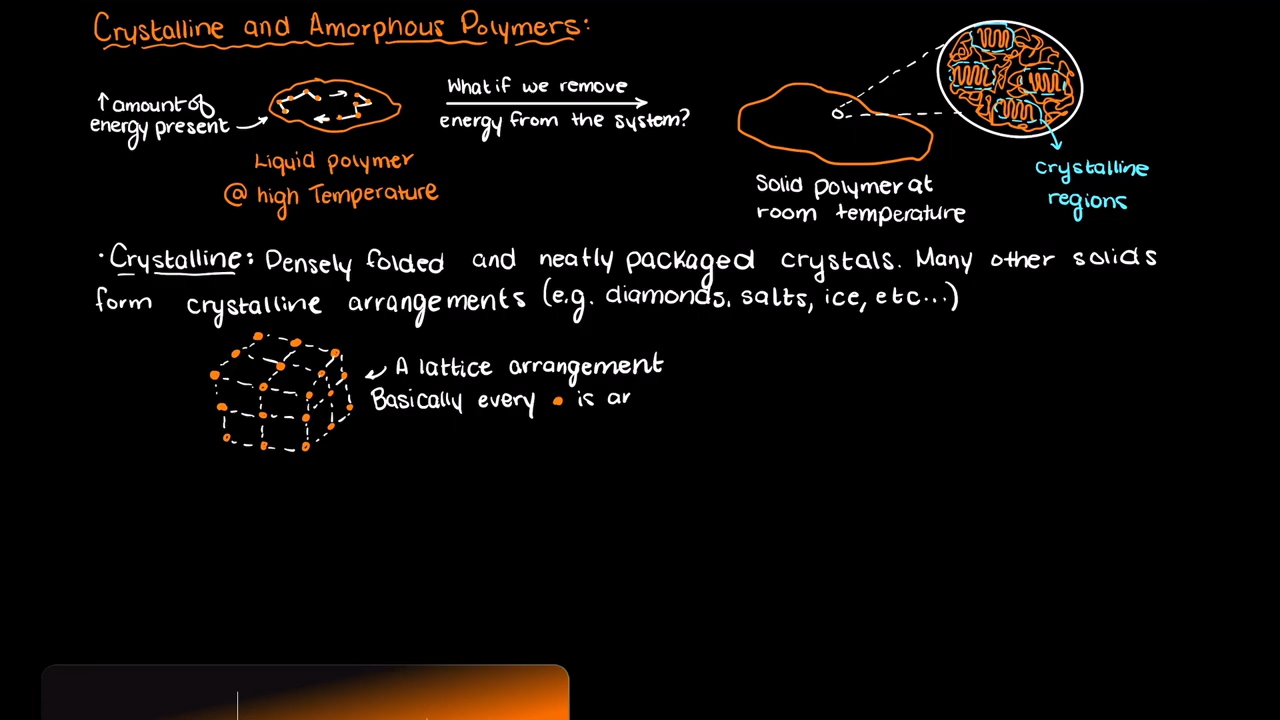 Crystalline and Amorphous Polymers:
↑ amount of
energy present
Liquid polymer
@ high Temperature
What if we remove
energy from the system?
Solid polymer at
room temperature
crystalline
regions
· Crystalline: Densely folded and neatly packaged crystals. Many other solids
form crystalline arrangements (e.g. diamonds, salts, ice, etc...)
A lattice arrangement
Basically every • is ar